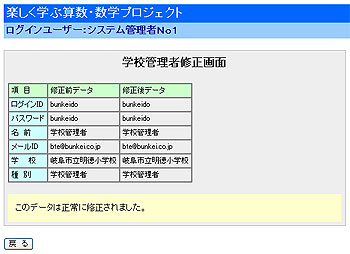 楽しく学ぶ算数・数学プロジェクト
ログインユーザー：システム管理者No1
学校管理者修正画面
項 目 修正前データ 修正後データ
ログインID bunkeido bunkeido
パスワード bunkeido bunkeido
名 前 学校管理者 学校管理者
メールID bte@bunkei.co.jp bte@bunkei.co.jp
学 校 岐阜市立明徳小学校 岐阜市立明徳小学校
種 別 学校管理者 学校管理者
このデータは正常に修正されました。
戻 る